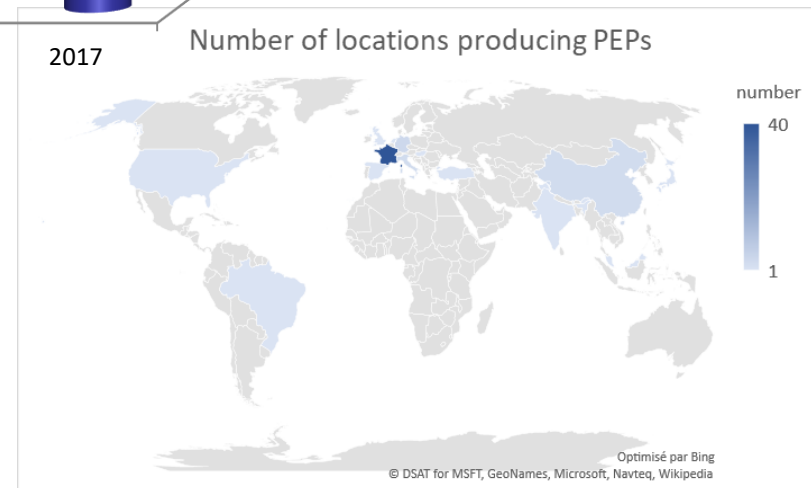 2017
Number of locations producing PEPs
number
40
1
Optimisé par Bing
© DSAT for MSFT, GeoNames, Microsoft, Navteq, Wikipedia